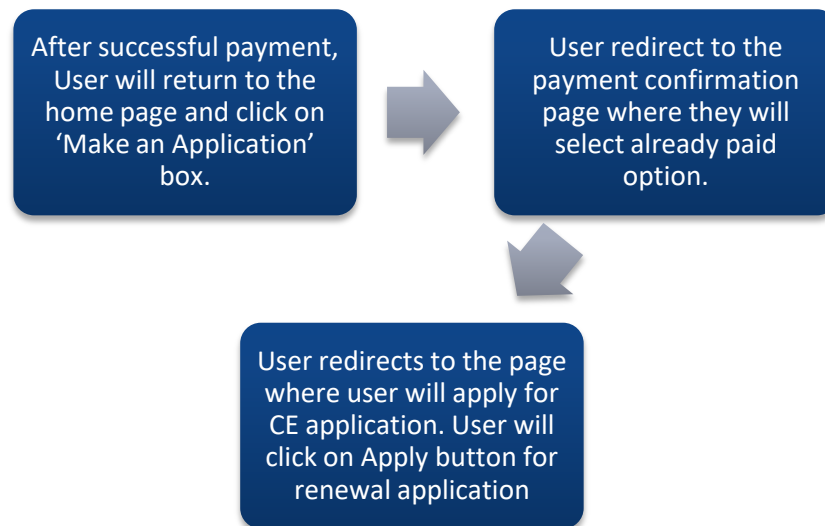 After successful payment,
User will return to the
home page and click on
‘Make an Application’
box.
User redirect to the
payment confirmation
page where they will
select already paid
option.
User redirects to the page
where user will apply for
CE application. User will
click on Apply button for
renewal application